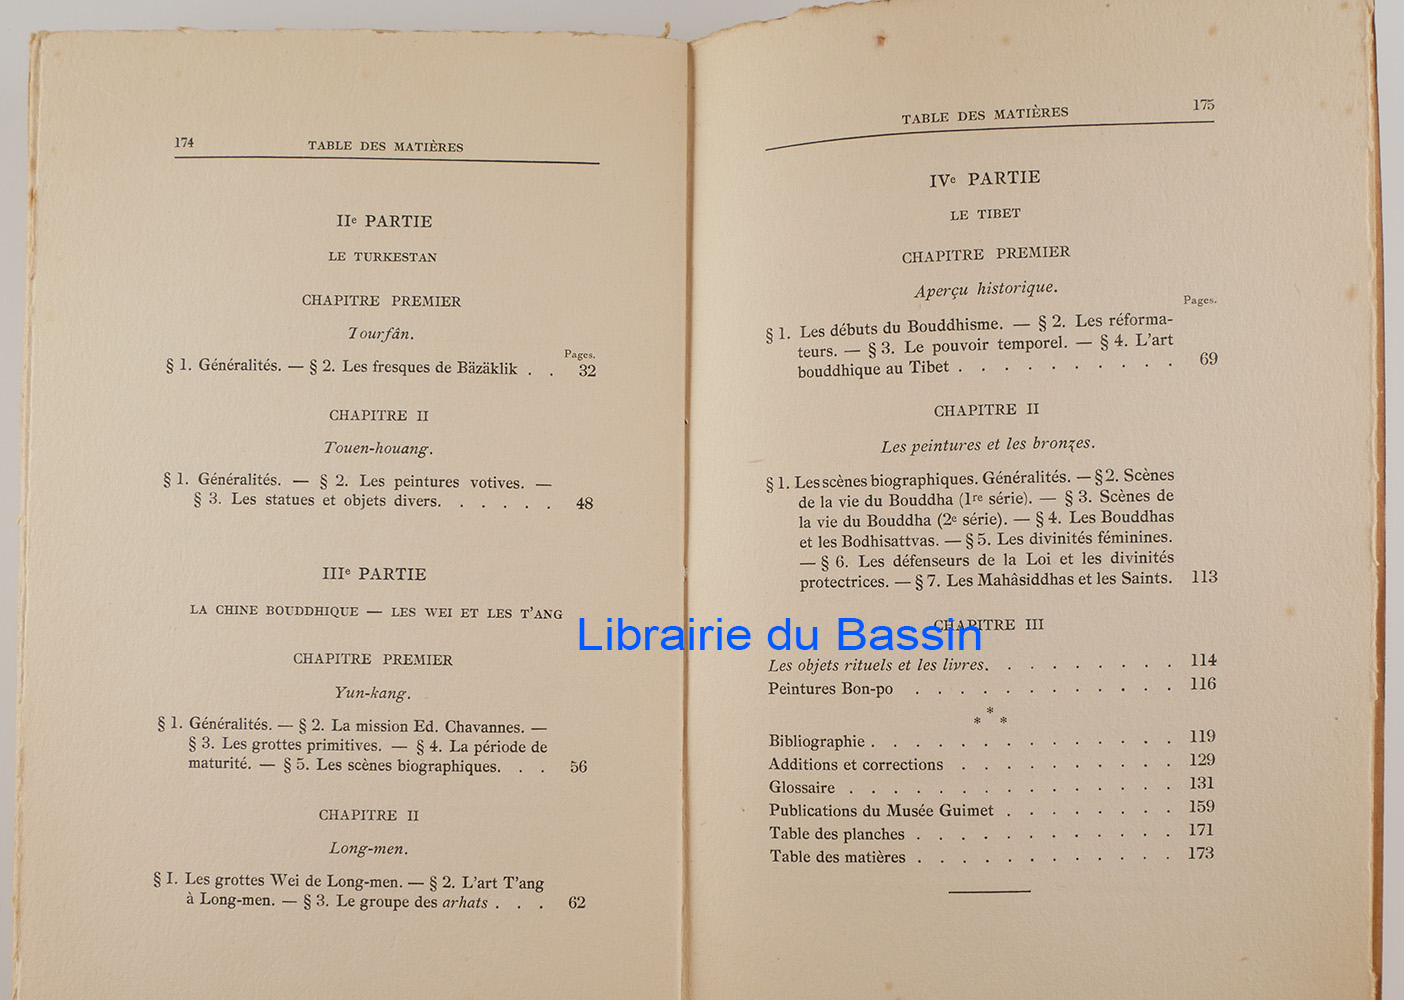 174
TABLE DES MATIÈRES
IIe PARTIE
LE TURKESTAN
CHAPITRE PREMIER
Tourfân.
Pages.
§ 1. Généralités. — § 2. Les fresques de Bäzäklik . . 32
CHAPITRE II
Touen-houang.
§ 1. Généralités. — § 2. Les peintures votives. —
§ 3. Les statues et objets divers. . . . . . 48
IIIe PARTIE
LA CHINE BOUDDHIQUE — LES WEI ET LES T'ANG
CHAPITRE PREMIER
Yun-kang.
§ 1. Généralités. — § 2. La mission Ed. Chavannes. —
§ 3. Les grottes primitives. — § 4. La période de
maturité. — § 5. Les scènes biographiques. . . 56
CHAPITRE II
Long-men.
§ I. Les grottes Wei de Long-men. — § 2. L'art T'ang
à Long-men. — § 3. Le groupe des arhats . . . 62
TABLE DES MATIÈRES
175
IVe PARTIE
LE TIBET
CHAPITRE PREMIER
Aperçu historique.
Pages.
§ 1. Les débuts du Bouddhisme. — § 2. Les réforma-
teurs. — § 3. Le pouvoir temporel. — § 4. L'art
bouddhique au Tibet . . . . . . . . . . 69
CHAPITRE II
Les peintures et les bronzes.
§ 1. Les scènes biographiques. Généralités. — § 2. Scènes
de la vie du Bouddha (1re série). — § 3. Scènes de
la vie du Bouddha (2e série). — § 4. Les Bouddhas
et les Bodhisattvas. — § 5. Les divinités féminines.
— § 6. Les défenseurs de la Loi et les divinités
protectrices. — § 7. Les Mahâsiddhas et les Saints. 113
CHAPITRE III
Les objets rituels et les livres. . . . . . . . . 114
Peintures Bon-po . . . . . . . . . . . . 116
* * *
Bibliographie . . . . . . . . . . . . . . 119
Additions et corrections . . . . . . . . . . 129
Glossaire . . . . . . . . . . . . . . . 131
Publications du Musée Guimet . . . . . . . . 159
Table des planches . . . . . . . . . . . . 171
Table des matières . . . . . . . . . . . . 173
Librairie du Bassin